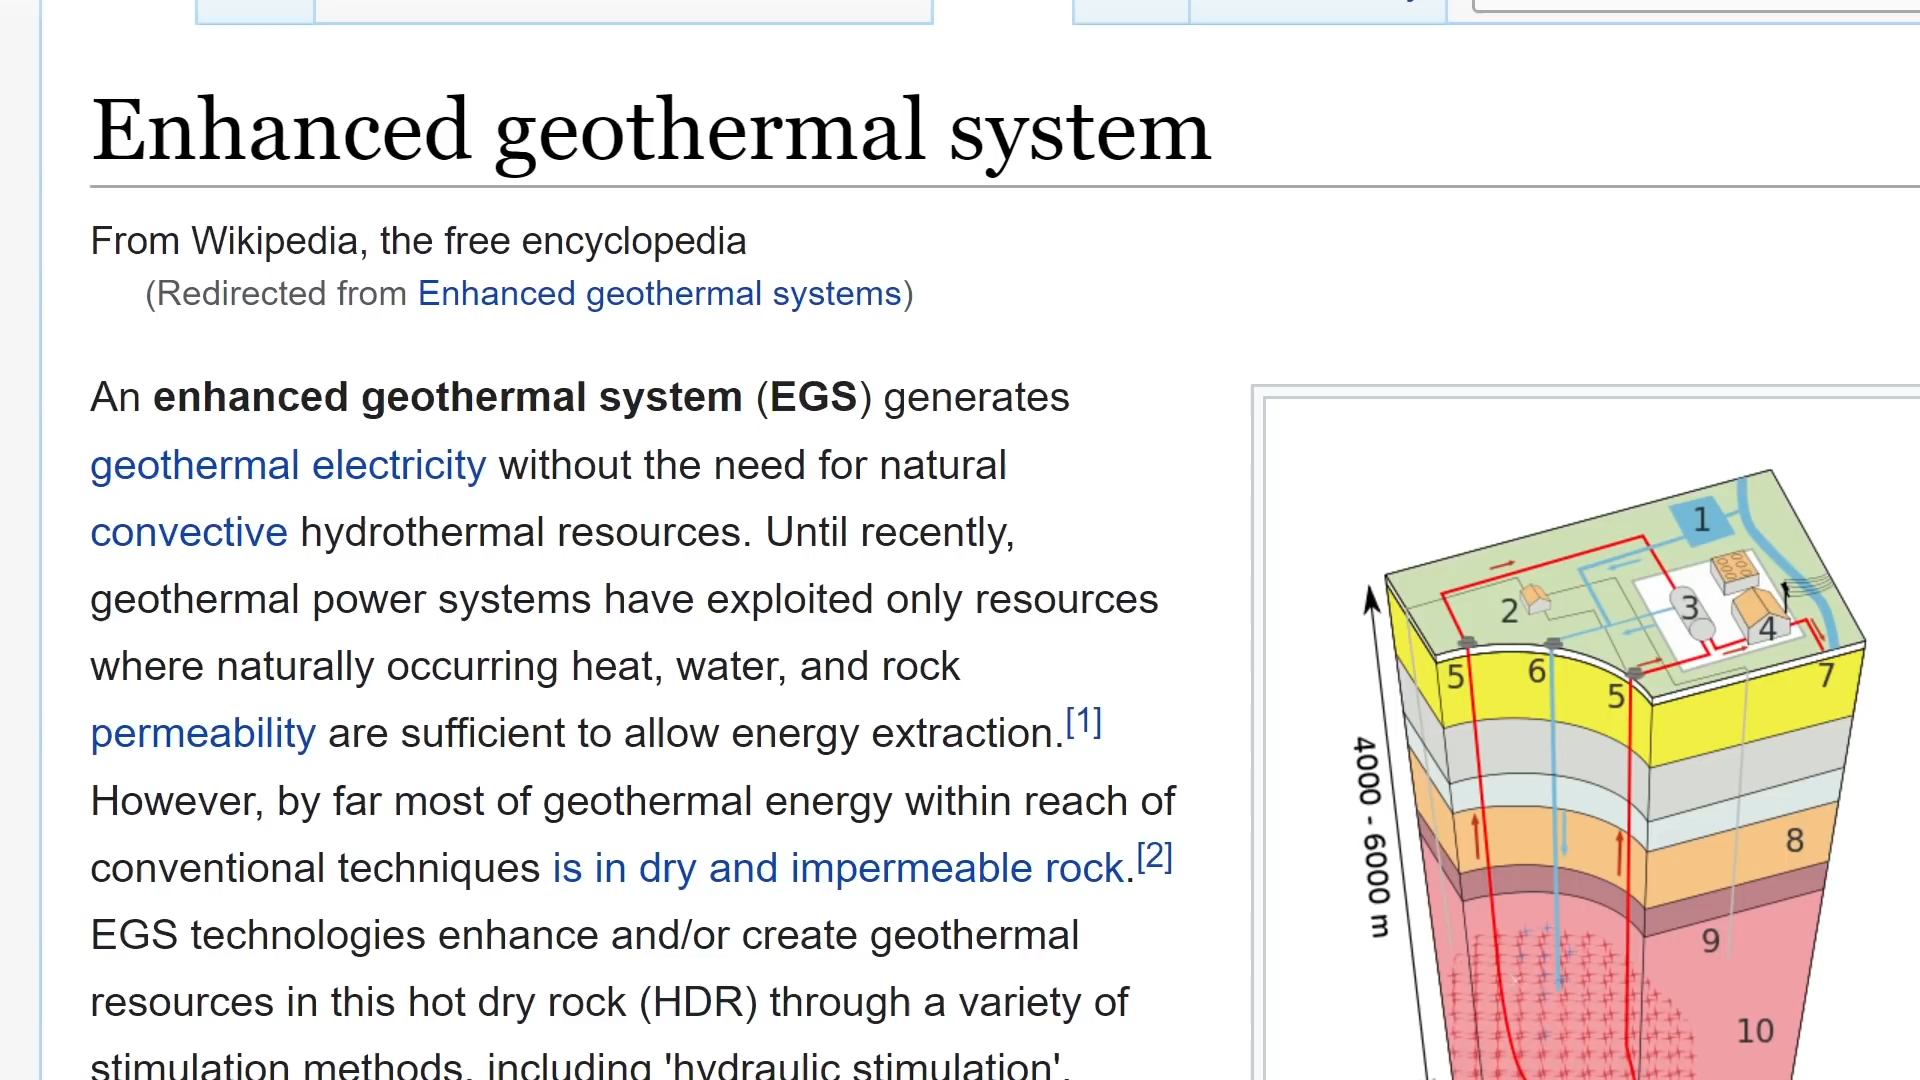 Enhanced geothermal system
From Wikipedia, the free encyclopedia
(Redirected from Enhanced geothermal systems)
An enhanced geothermal system (EGS) generates
geothermal electricity without the need for natural
convective hydrothermal resources. Until recently,
geothermal power systems have exploited only resources
where naturally occurring heat, water, and rock
permeability are sufficient to allow energy extraction.[1]
However, by far most of geothermal energy within reach of
conventional techniques is in dry and impermeable rock.[2]
EGS technologies enhance and/or create geothermal
resources in this hot dry rock (HDR) through a variety of
stimulation methods, including 'hydraulic stimulation'.
1
2
3
4
5
6
5
7
4000 - 6000 m
8
9
10